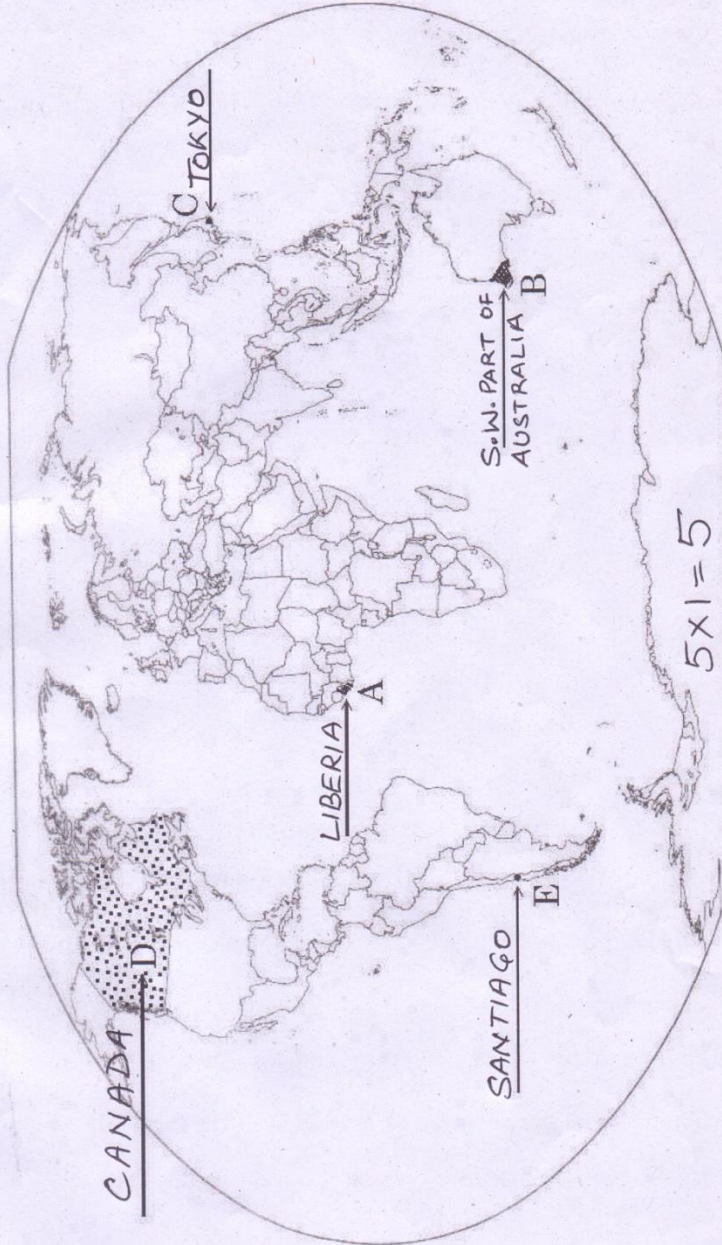 CANADA
D
LIBERIA
A
SANTIAGO
E
C
TOKYO
S.W. PART OF
AUSTRALIA
B
5 X 1 = 5